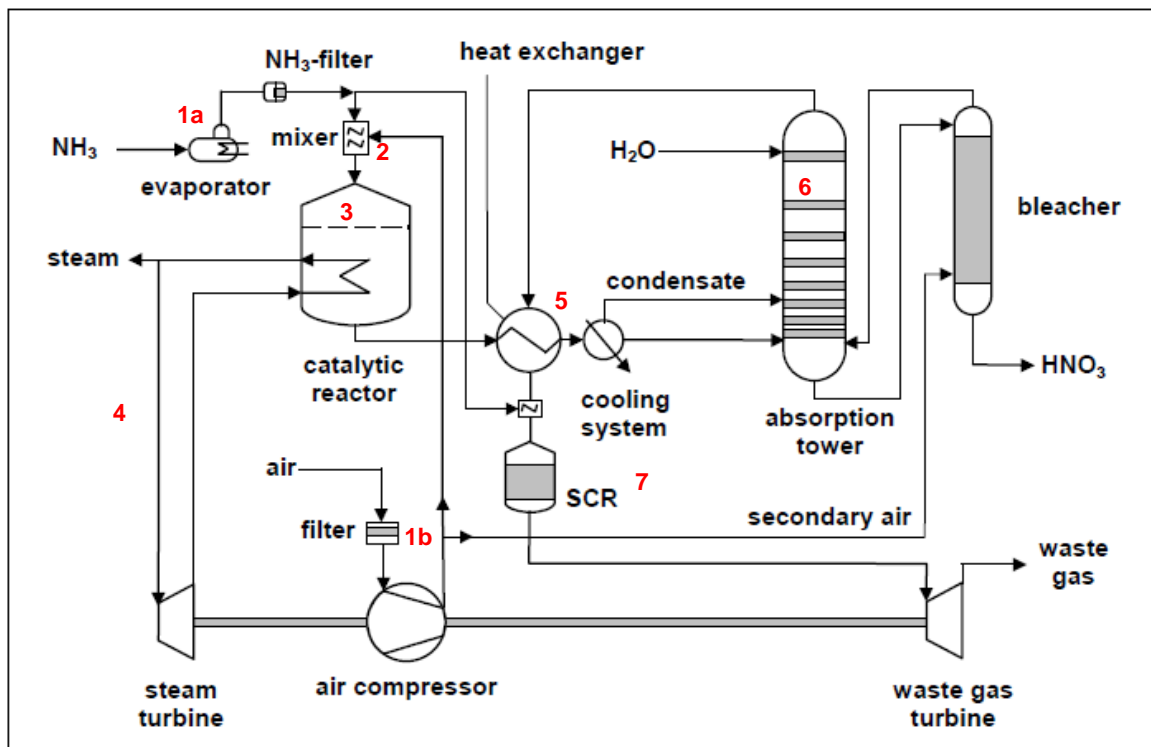 heat exchanger
NH₃-filter
1a
mixer
2
NH₃
evaporator
H₂O
6
bleacher
3
steam
condensate
5
catalytic
reactor
cooling
system
absorption
tower
HNO₃
4
air
SCR
7
filter
1b
secondary air
waste
gas
steam
turbine
air compressor
waste gas
turbine